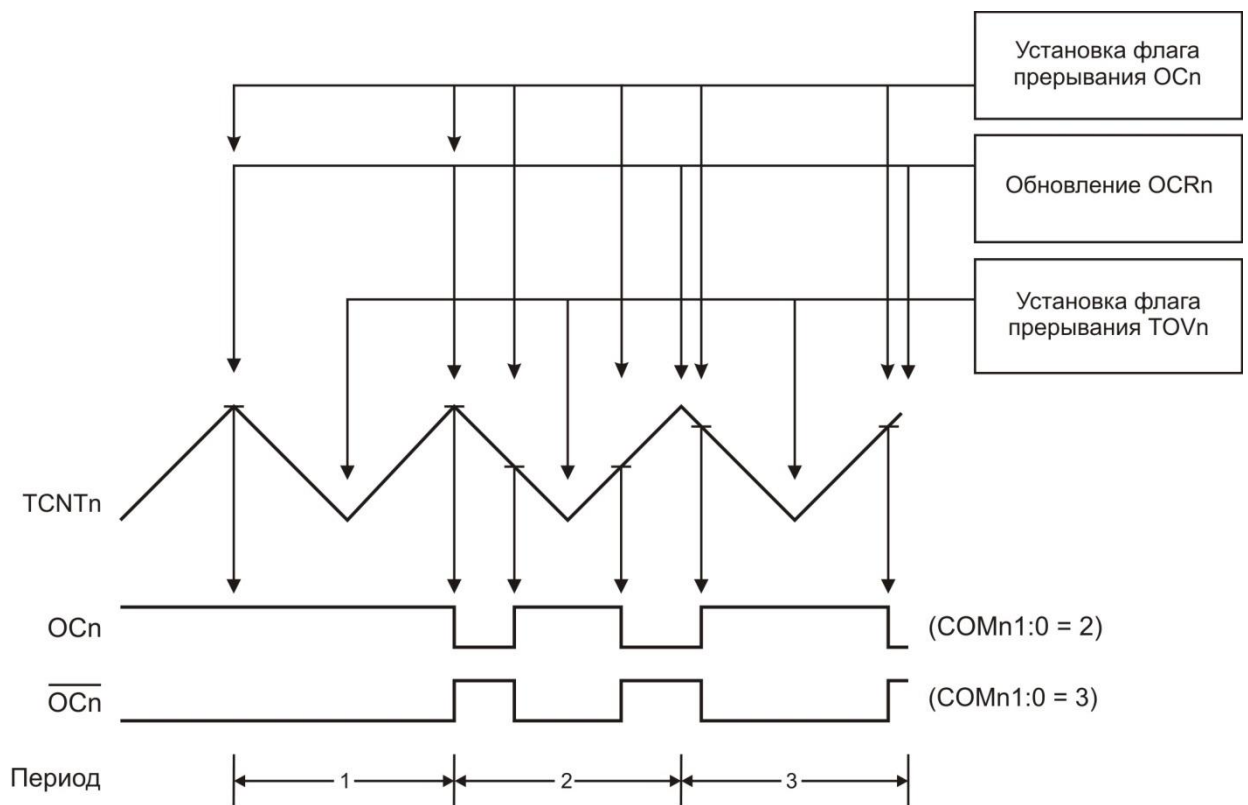 Установка флага
прерывания OCn
Обновление OCRn
Установка флага
прерывания TOVn
TCNTn
OCn
(COMn1:0 = 2)
OCn
(COMn1:0 = 3)
Период
1
2
3